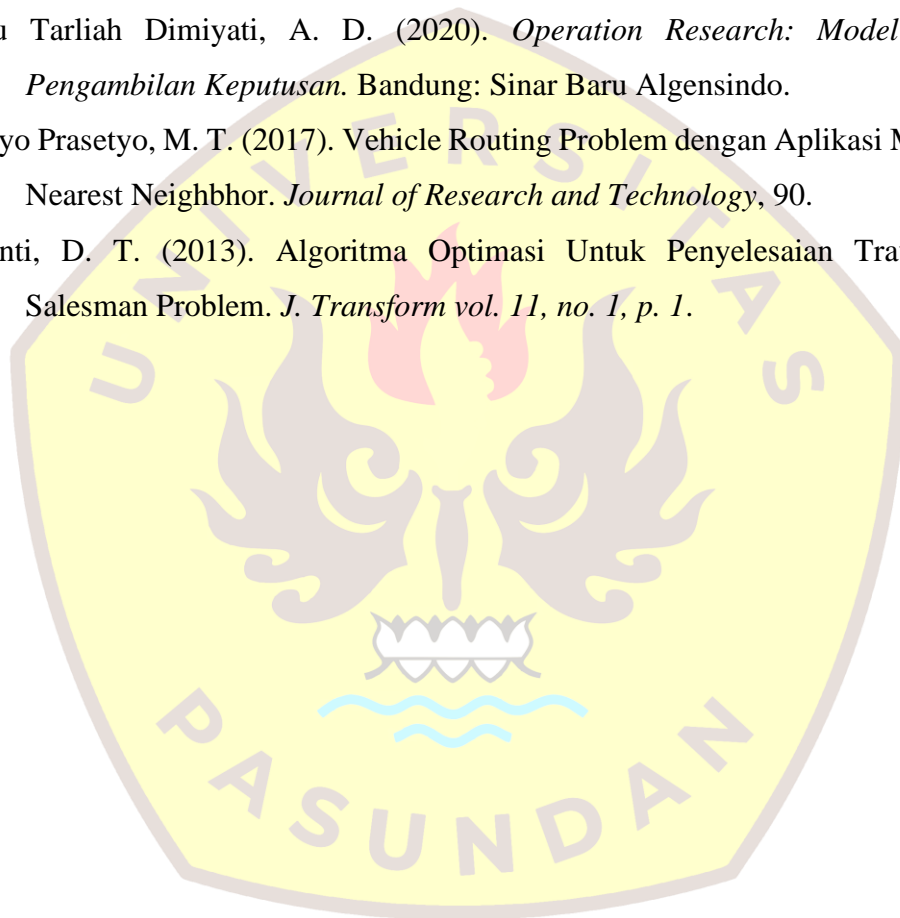 u Tarliah Dimiyati, A. D. (2020). Operation Research: Model
Pengambilan Keputusan. Bandung: Sinar Baru Algensindo.
yo Prasetyo, M. T. (2017). Vehicle Routing Problem dengan Aplikasi M
Nearest Neighbhor. Journal of Research and Technology, 90.
nti, D. T. (2013). Algoritma Optimasi Untuk Penyelesaian Tra
Salesman Problem. J. Transform vol. 11, no. 1, p. 1.
UNIVERSITAS
PASUNDAN